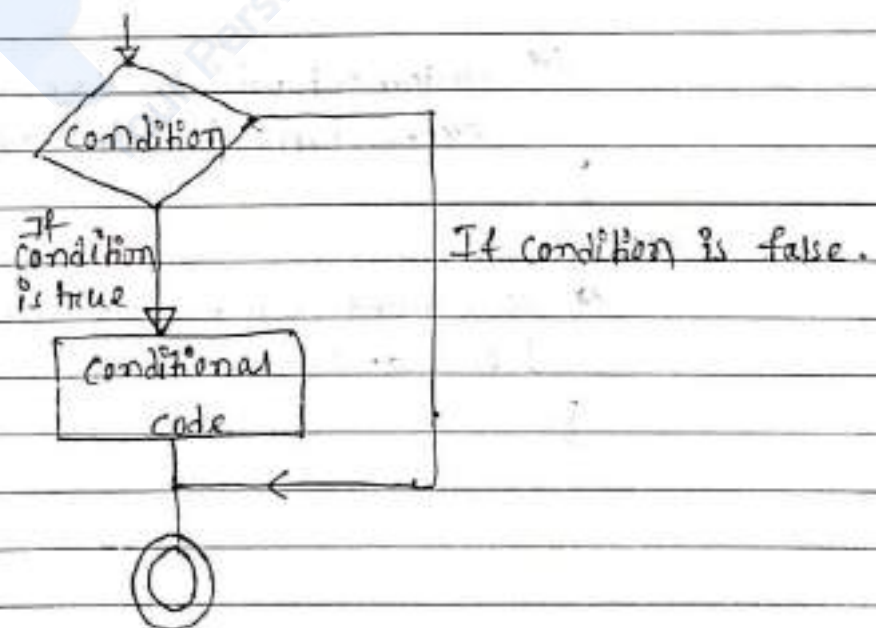 Condition
If
Condition
is true
If condition is false.
Conditional
code